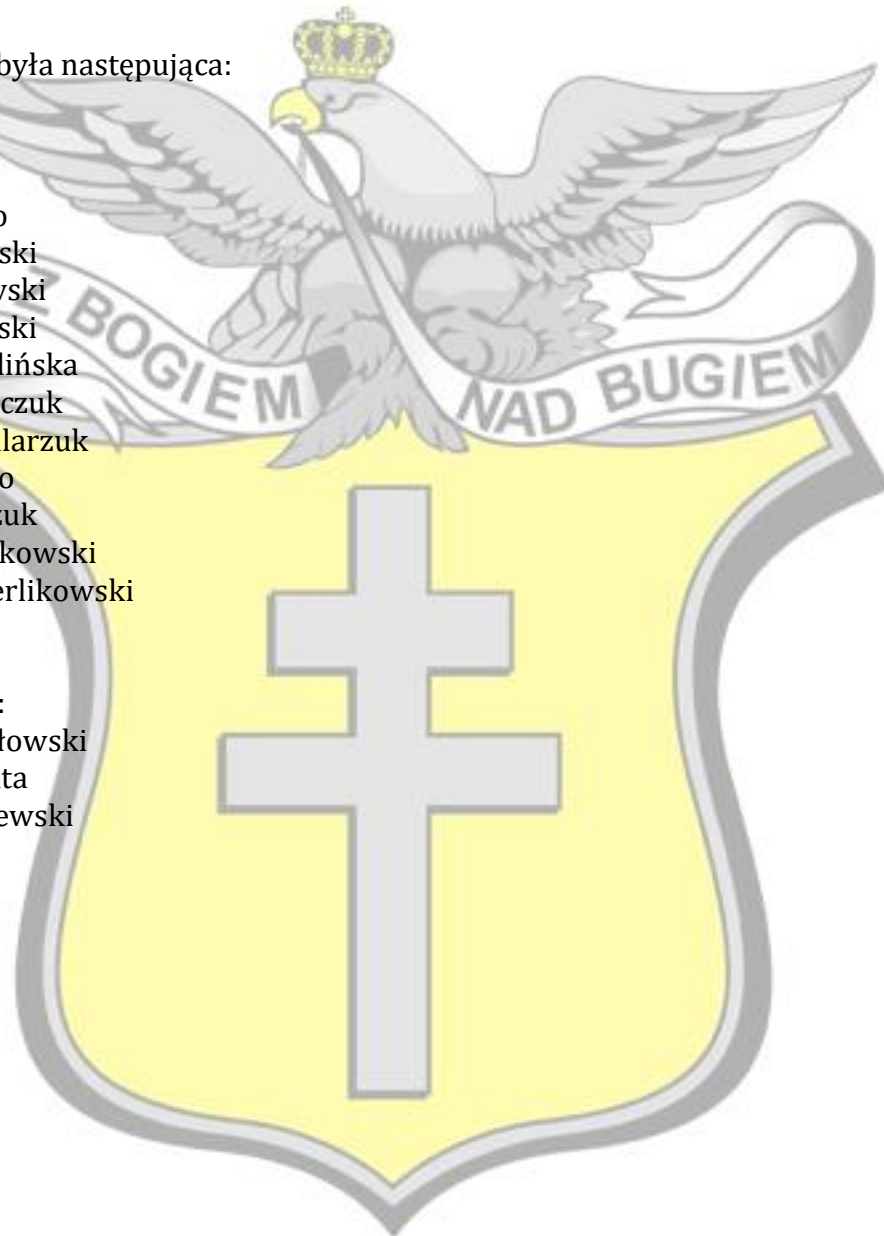 była następująca:
o
ski
wski
ski
lińska
czuk
larzuk
o
zuk
kowski
erlikowski
:
łowski
ta
ewski
Z BOGIEM NAD BUGIEM